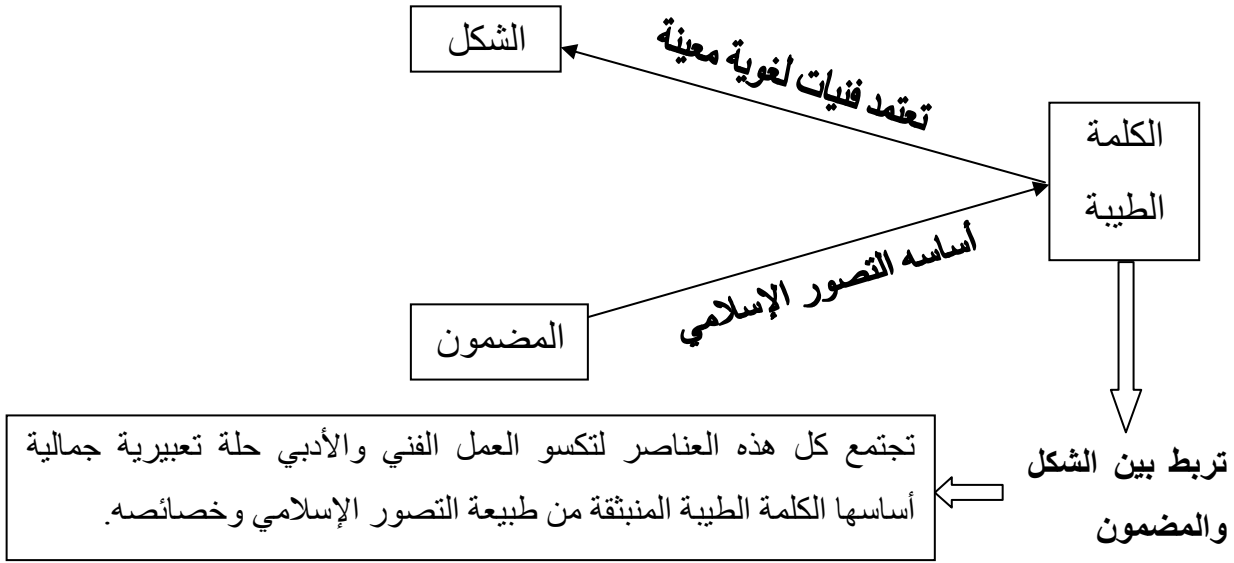 الشكل
تعتمد فنيات لغوية معينة
الكلمة
الطيبة
أساسه التصور الإسلامي
المضمون
تربط بين الشكل
والمضمون
تجتمع كل هذه العناصر لتكسو العمل الفني والأدبي حلة تعبيرية جمالية
أساسها الكلمة الطيبة المنبثقة من طبيعة التصور الإسلامي وخصائصه.